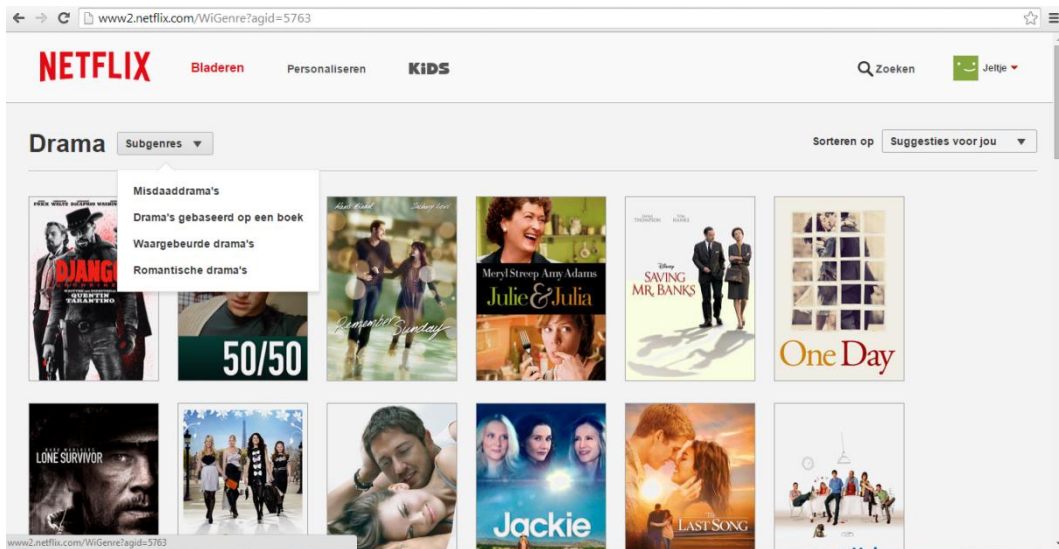 www2.netflix.com/WiGenre?agid=5763
NETFLIX
Bladeren
Personaliseren
KiDS
Zoeken
Jeltje
Drama
Subgenres
Sorteren op
Suggesties voor jou
Misdaaddrama's
Drama's gebaseerd op een boek
Waargebeurde drama's
Romantische drama's
DJANGO
QUENTIN
TARANTINO
50/50
Zachary Levi
Remember Sunday
Meryl Streep Amy Adams
Julie & Julia
Disney
SAVING
MR. BANKS
One Day
LONE SURVIVOR
Jackie
LAST SONG
www2.netflix.com/WiGenre?agid=5763